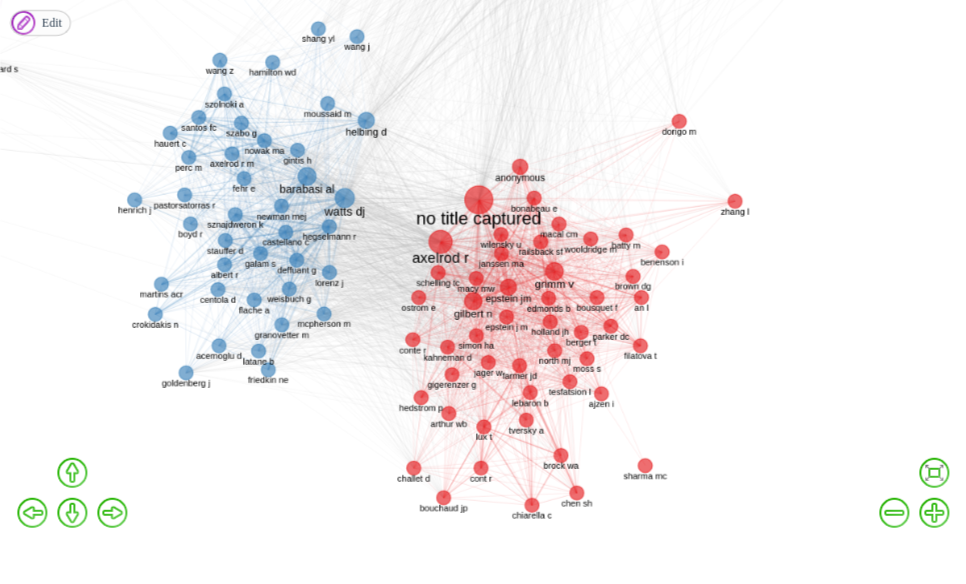 Edit
shang yl
wang j
ard s
wang z
hamilton wd
szolnoki a
moussaid m
santos fc
szabo g
helbing d
dorigo m
hauert c
nowak ma
gintis h
perc m
axelrod r m
anonymous
fehr e
barabasi al
henrich j
pastorsatorras r
watts dj
bonabeau e
zhang l
newman mej
no title captured
sznajdweron k
boyd r
hegselmann r
macal cm
castellano c
wilensky u
railsback sf
wooldridge m
batty m
stauffer d
axelrod r
janssen ma
benenson i
galam s
deffuant g
albert r
lorenz j
schelling tc
macy mw
grimm v
brown dg
martins acr
centola d
weisbuch g
epstein jm
flache a
ostrom e
gilbert n
edmonds b
bousquet f
an l
crokidakis n
mcpherson m
epstein j m
holland jh
parker dc
granovetter m
simon ha
berger t
acemoglu d
latane b
conte r
kahneman d
north mj
filatova t
goldenberg j
friedkin ne
jager w
farmer jd
moss s
gigerenzer g
tesfatsion l
hedstrom p
lebaron b
ajzen i
arthur wb
tversky a
lux t
challet d
cont r
brock wa
sharma mc
bouchaud jp
chen sh
chiarella c